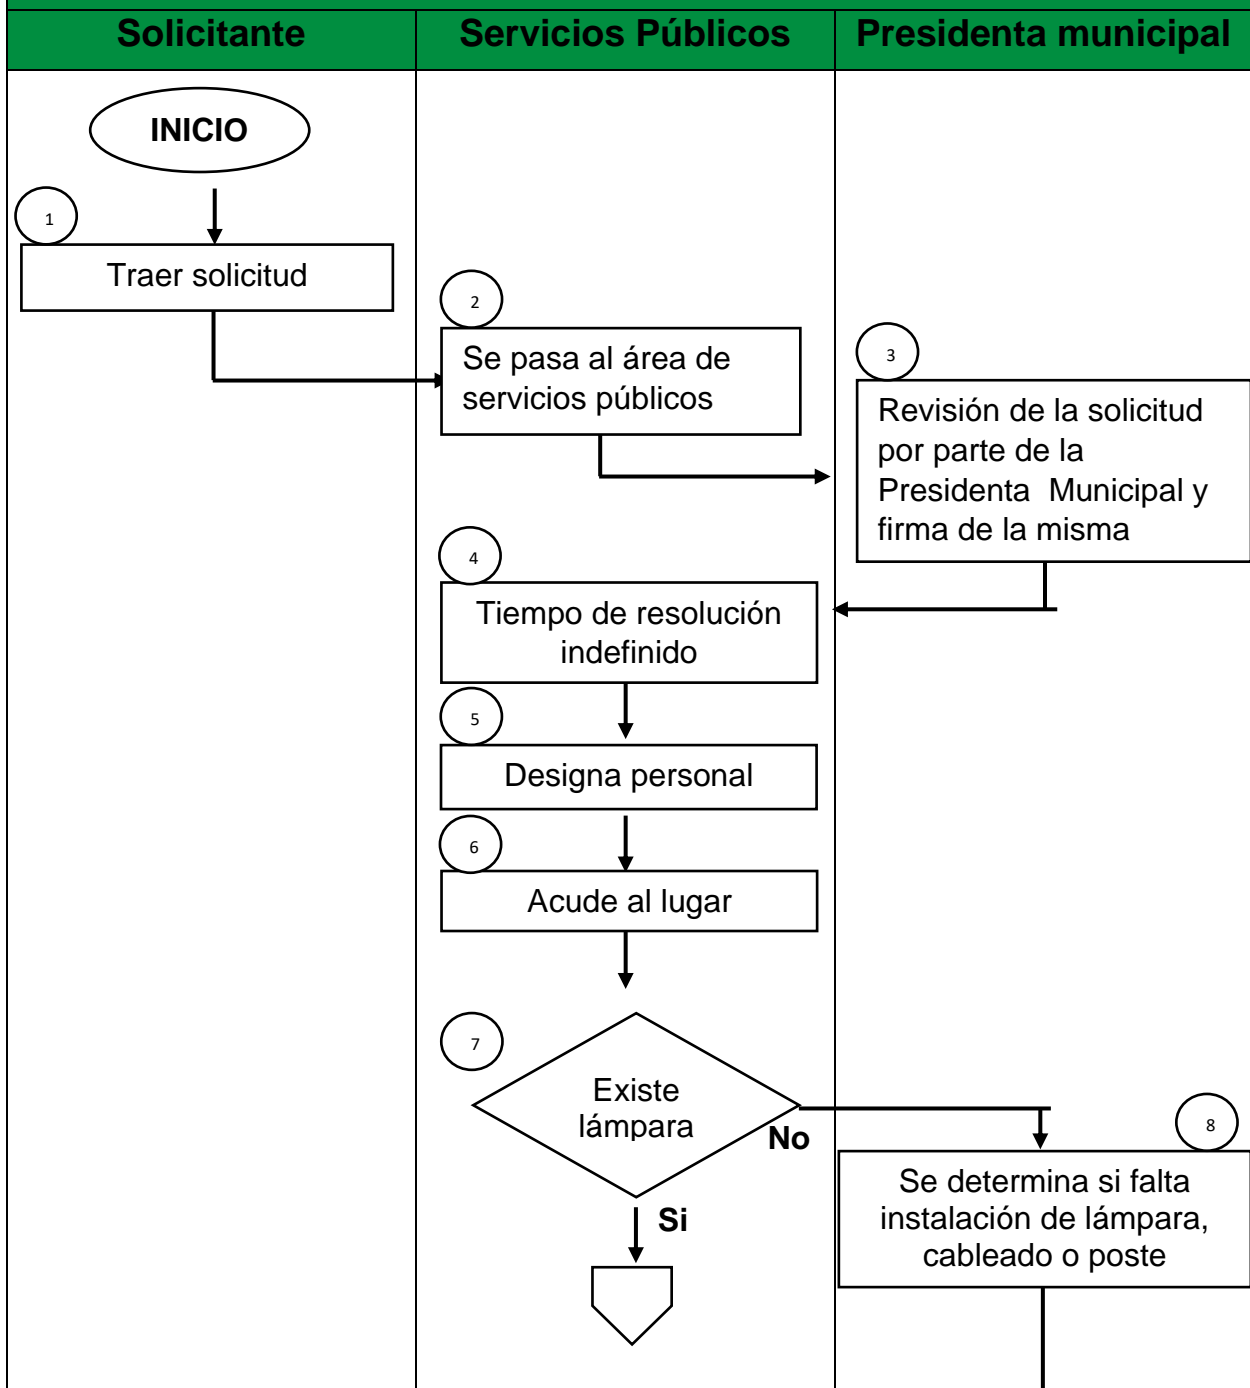 Solicitante
Servicios Públicos
Presidenta municipal
INICIO
1
Traer solicitud
2
Se pasa al área de
servicios públicos
3
Revisión de la solicitud
por parte de la
Presidenta  Municipal y
firma de la misma
4
Tiempo de resolución
indefinido
5
Designa personal
6
Acude al lugar
7
Existe
lámpara
No
Si
8
Se determina si falta
instalación de lámpara,
cableado o poste